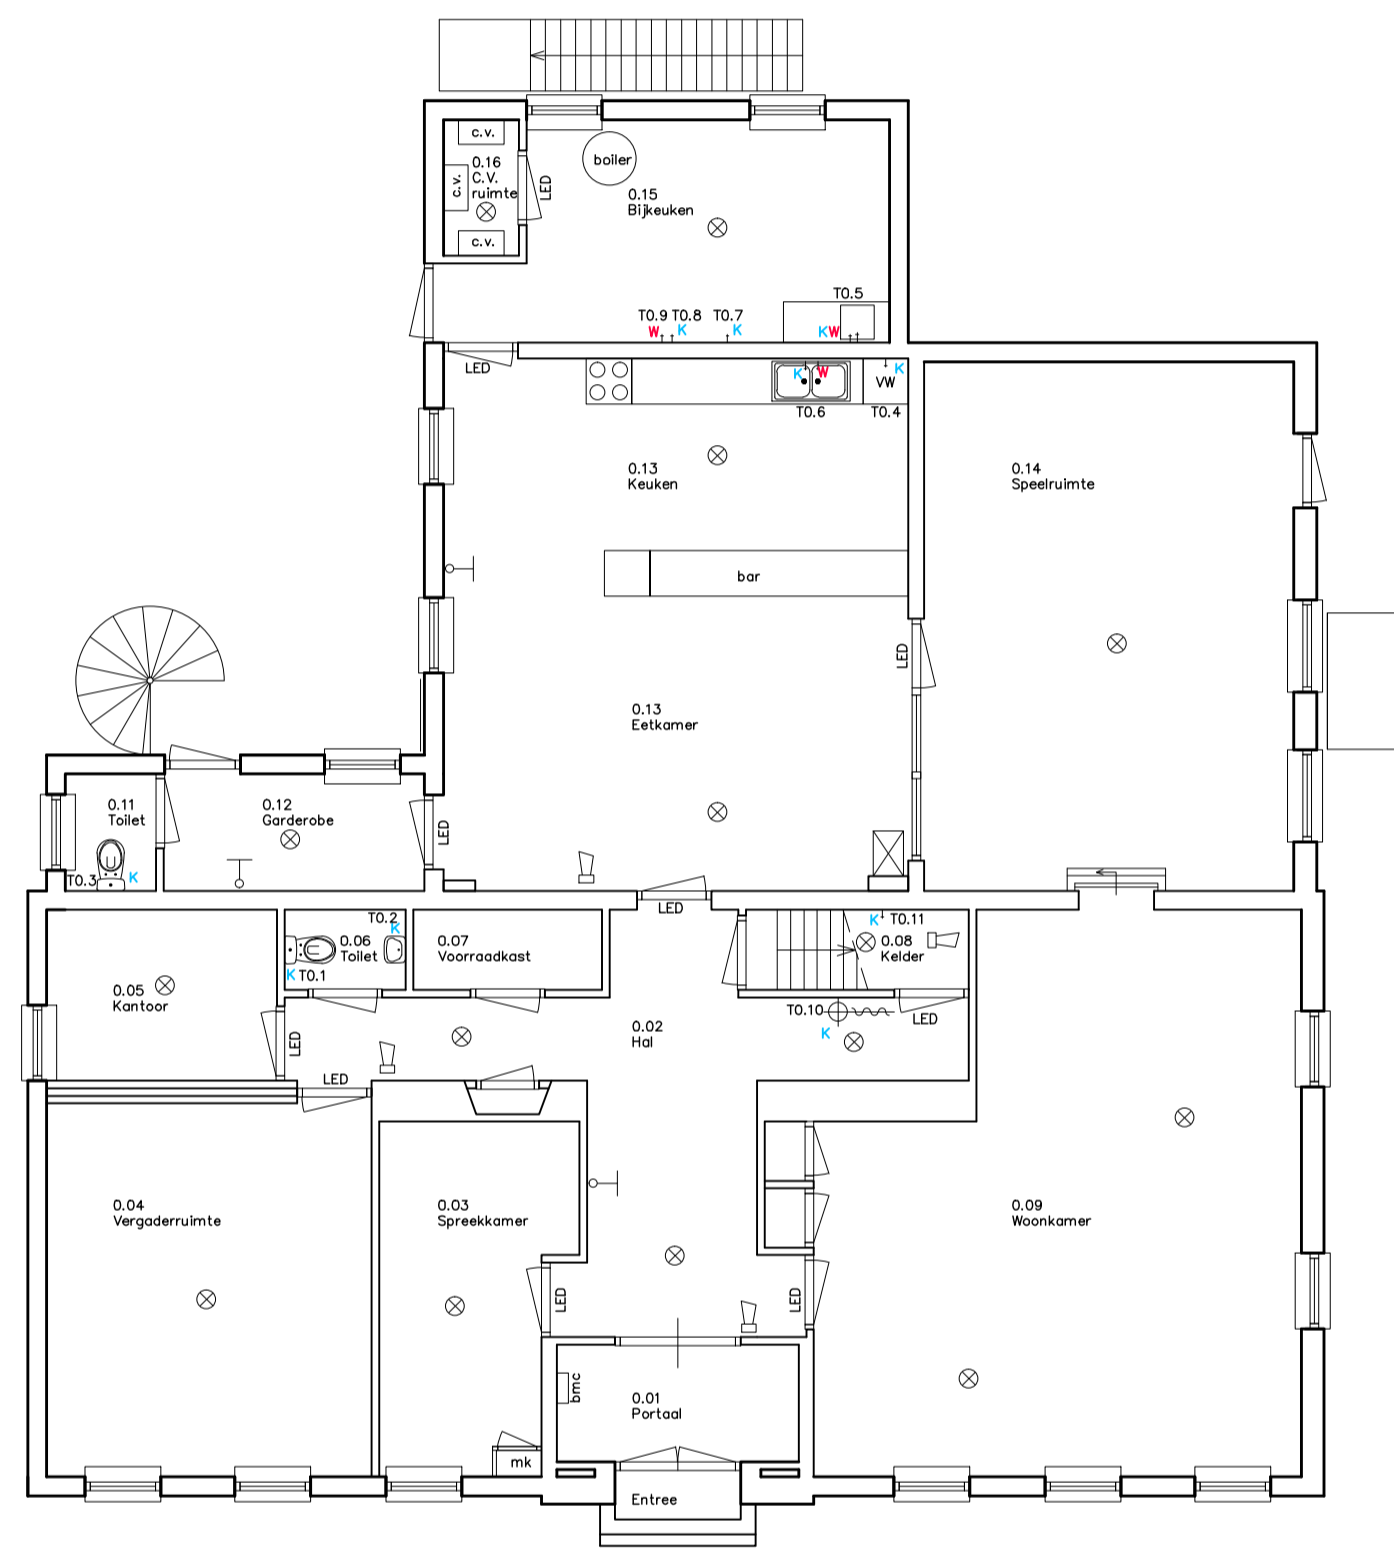 c.v.
0.16
C.V.
ruimte
c.v.
c.v.
LED
boiler
0.15
Bijkeuken
T0.5
T0.9 T0.8 T0.7
W K K KW
LED
K W K
VW
T0.6 T0.4
0.13
Keuken
0.14
Speelruimte
bar
LED
0.13
Eetkamer
0.11
Toilet
0.12
Garderobe
LED
T0.3 K
LED
T0.2
K
0.06
Toilet
K T0.1
0.07
Voorraadkast
K T0.11
0.08
Kelder
0.05
Kantoor
LED
T0.10
K
LED
0.02
Hal
LED
0.04
Vergaderruimte
0.03
Spreekkamer
0.09
Woonkamer
LED
LED
bmc
0.01
Portaal
mk
Entree